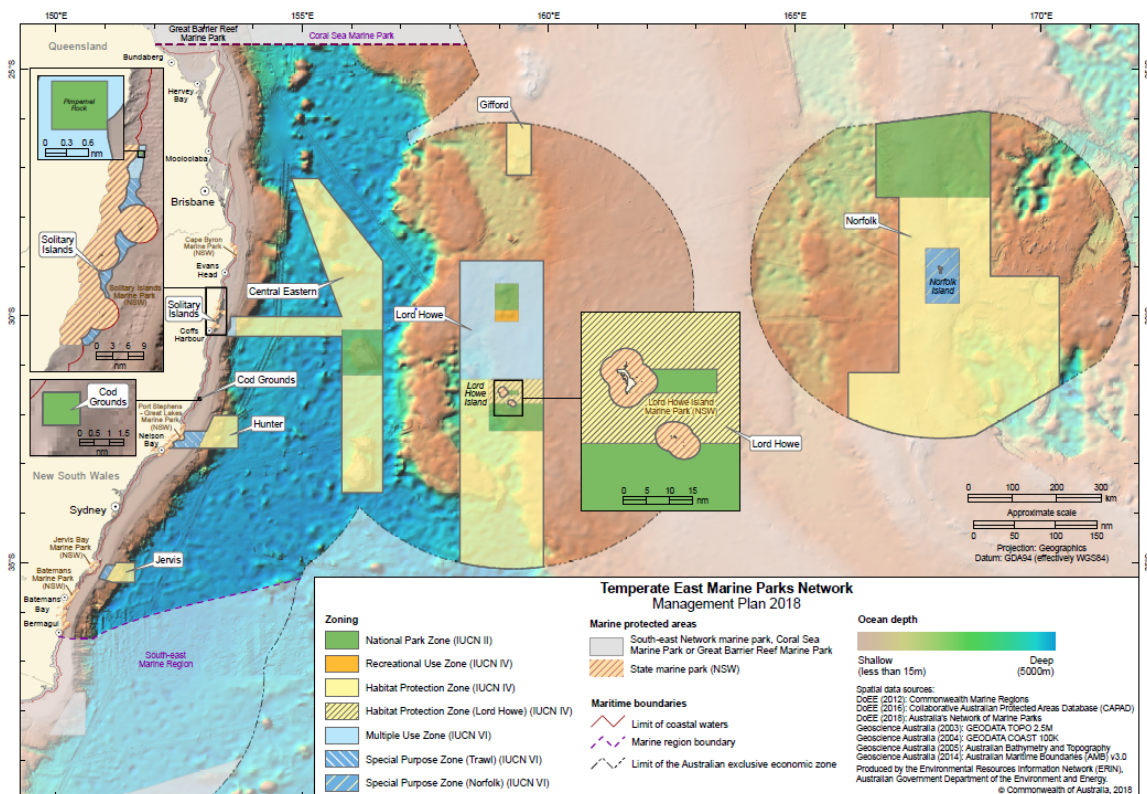 150°E
155°E
160°E
165°E
170°E
Queensland
Great Barrier Reef
Marine Park
Coral Sea Marine Park
Bundaberg
25°S
Pimpernel
Rock
0 0.3 0.6
nm
Hervey
Bay
Gifford
Mooloolaba
Brisbane
Norfolk
Solitary
Islands
Cape Byron
Marine Park
(NSW)
Evans
Head
Norfolk
Island
Solitary Islands
Marine Park
(NSW)
Central Eastern
Solitary
Islands
Lord Howe
30°S
Coffs
Harbour
0 3 6 9
nm
Cod
Grounds
Cod Grounds
Lord
Howe
Island
Lord Howe Island
Marine Park (NSW)
Port Stephens -
Great Lakes
Marine Park
(NSW)
0 0.5 1 1.5
nm
Hunter
Nelson
Bay
Lord Howe
New South Wales
0 5 10 15
nm
0 100 200 300
km
Approximate scale
0 50 100 150
nm
Projection: Geographics
Datum: GDA94 (effectively WGS84)
Sydney
Jervis Bay
Marine Park
(NSW)
Jervis
35°S
Batemans
Marine Park
(NSW)
Batemans
Bay
Bermagui
South-east
Marine Region
Temperate East Marine Parks Network
Management Plan 2018
Zoning
National Park Zone (IUCN II)
Recreational Use Zone (IUCN IV)
Habitat Protection Zone (IUCN IV)
Habitat Protection Zone (Lord Howe) (IUCN IV)
Multiple Use Zone (IUCN VI)
Special Purpose Zone (Trawl) (IUCN VI)
Special Purpose Zone (Norfolk) (IUCN VI)
Marine protected areas
South-east Network marine park, Coral Sea
Marine Park or Great Barrier Reef Marine Park
State marine park (NSW)
Maritime boundaries
Limit of coastal waters
Marine region boundary
Limit of the Australian exclusive economic zone
Ocean depth
Shallow
(less than 15m)
Deep
(5000m)
Spatial data sources:
DoEE (2012): Commonwealth Marine Regions
DoEE (2016): Collaborative Australian Protected Areas Database (CAPAD)
DoEE (2018): Australia's Network of Marine Parks
Geoscience Australia (2003): GEODATA TOPO 2.5M
Geoscience Australia (2004): GEODATA COAST 100K
Geoscience Australia (2005): Australian Bathymetry and Topography
Geoscience Australia (2014): Australian Maritime Boundaries (AMB) v3.0
Produced by the Environmental Resources Information Network (ERIN),
Australian Government Department of the Environment and Energy.
© Commonwealth of Australia, 2018